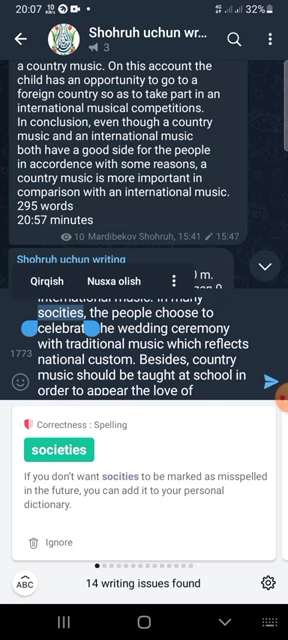 20:07
10
KB/S
32%
Shohruh uchun wr...
3
a country music. On this account the
child has an opportunity to go to a
foreign country so as to take part in an
international musical competitions.
In conclusion, even though a country
music and an international music
both have a good side for the people
in accordance with some reasons, a
country music is more important in
comparison with an international music.
295 words
20:57 minutes
10 Mardibekov Shohruh, 15:41 15:47
Shohruh uchun writing
Qirqish Nusxa olish
international music. In many
socities, the people choose to
celebrate the wedding ceremony
1773
with traditional music which reflects
national custom. Besides, country
music should be taught at school in
order to appear the love of
Correctness : Spelling
societies
If you don't want socities to be marked as misspelled
in the future, you can add it to your personal
dictionary.
Ignore
ABC
14 writing issues found